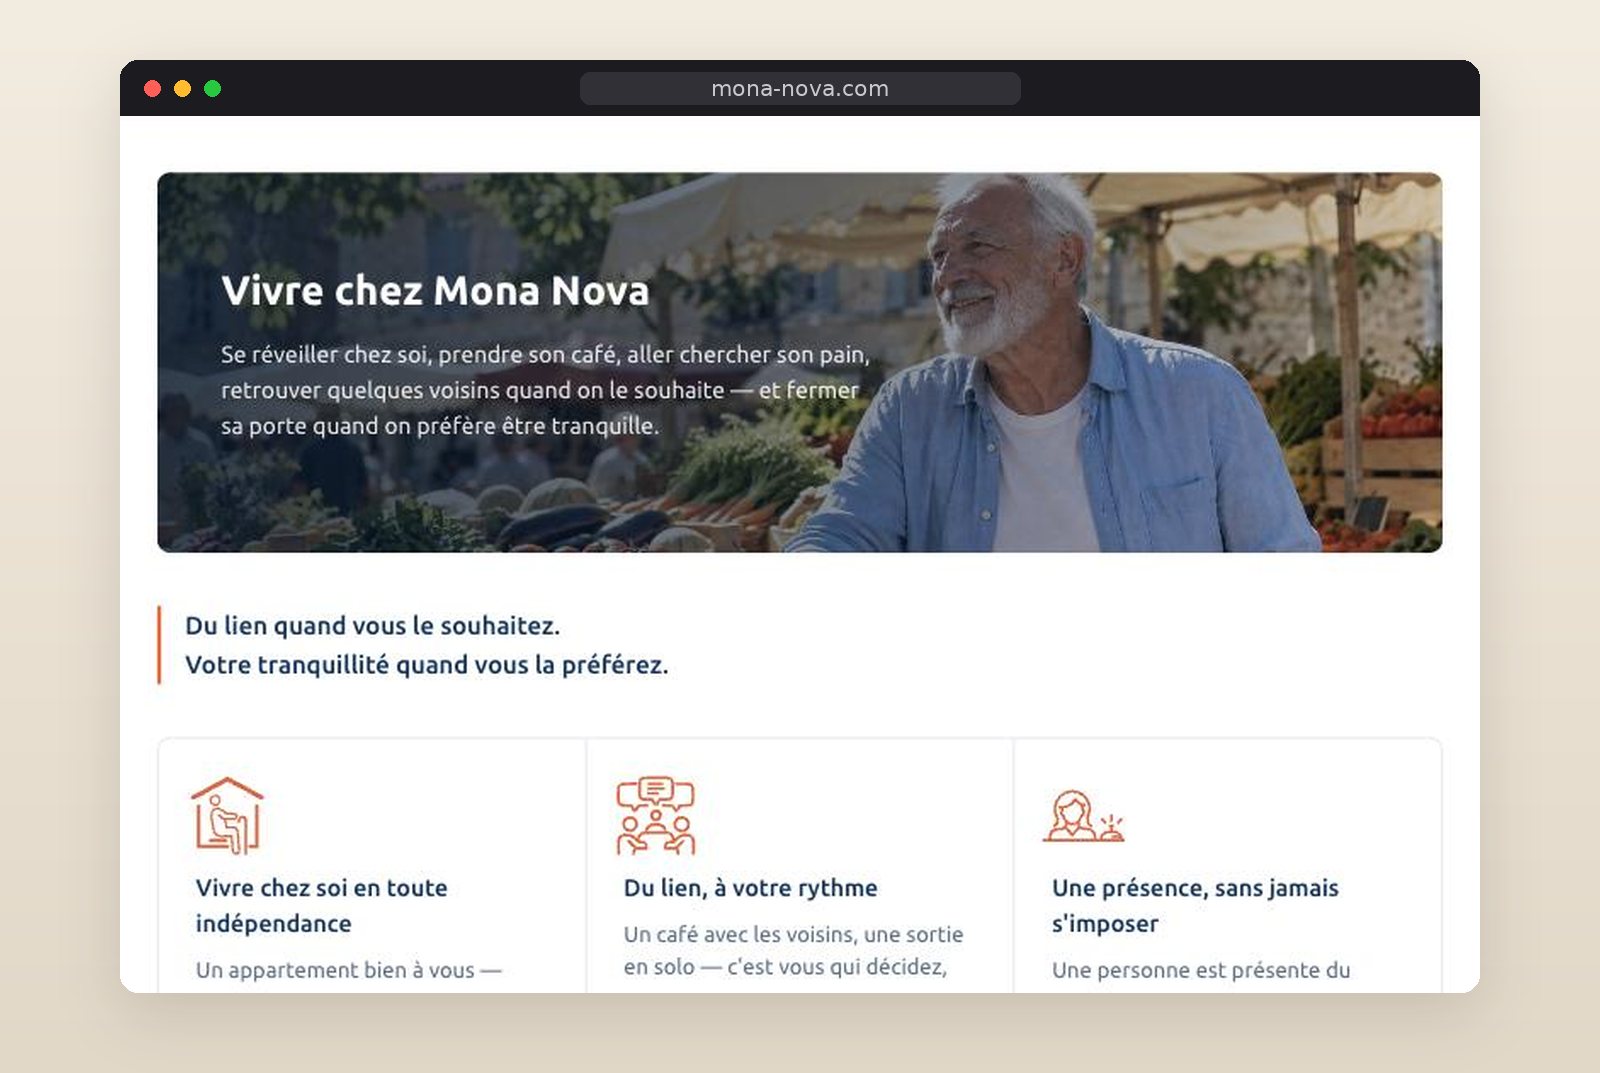 mona-nova.com
Vivre chez Mona Nova
Se réveiller chez soi, prendre son café, aller chercher son pain,
retrouver quelques voisins quand on le souhaite — et fermer
sa porte quand on préfère être tranquille.
Du lien quand vous le souhaitez.
Votre tranquillité quand vous la préférez.
Vivre chez soi en toute
indépendance
Un appartement bien à vous —
Du lien, à votre rythme
Un café avec les voisins, une sortie
en solo — c'est vous qui décidez,
Une présence, sans jamais
s'imposer
Une personne est présente du